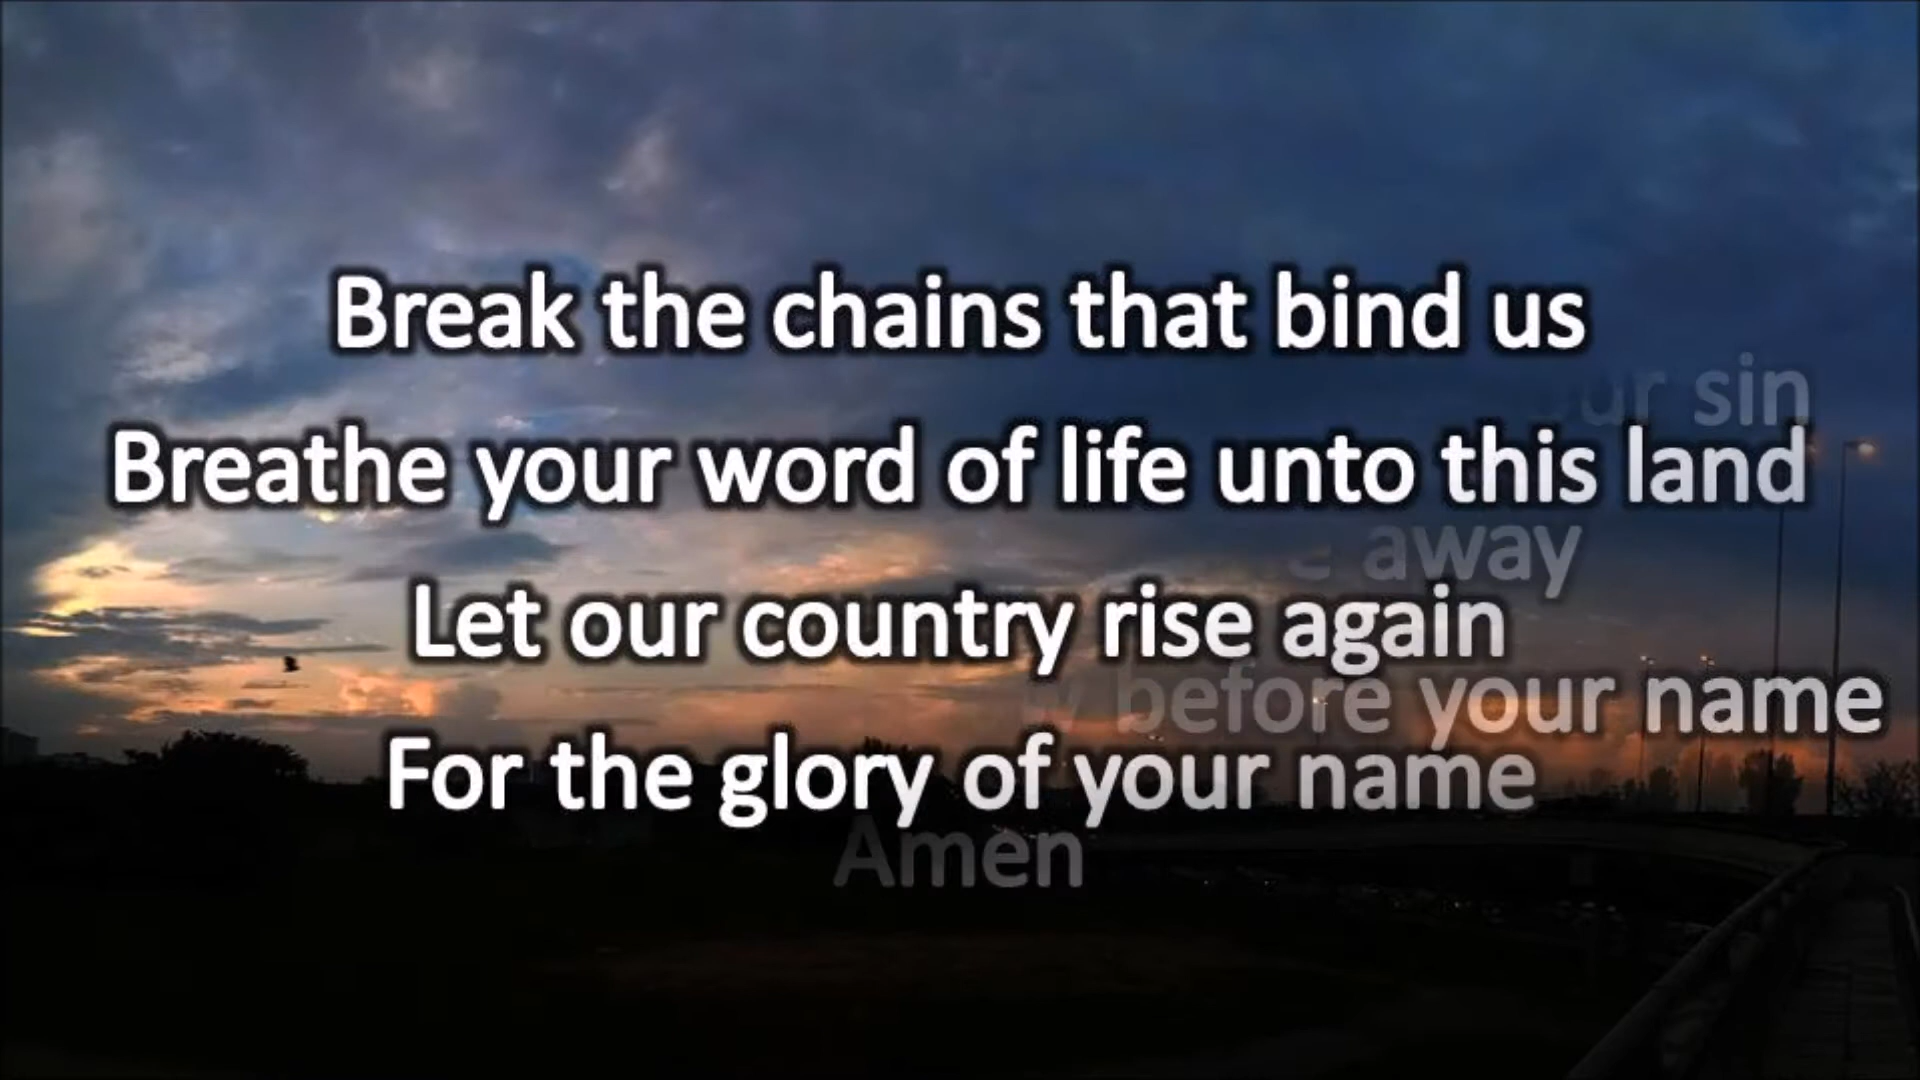 Break the chains that bind us
sin
Breathe your word of life unto this land
away
Let our country rise again
before your name
For the glory of your name
Amen